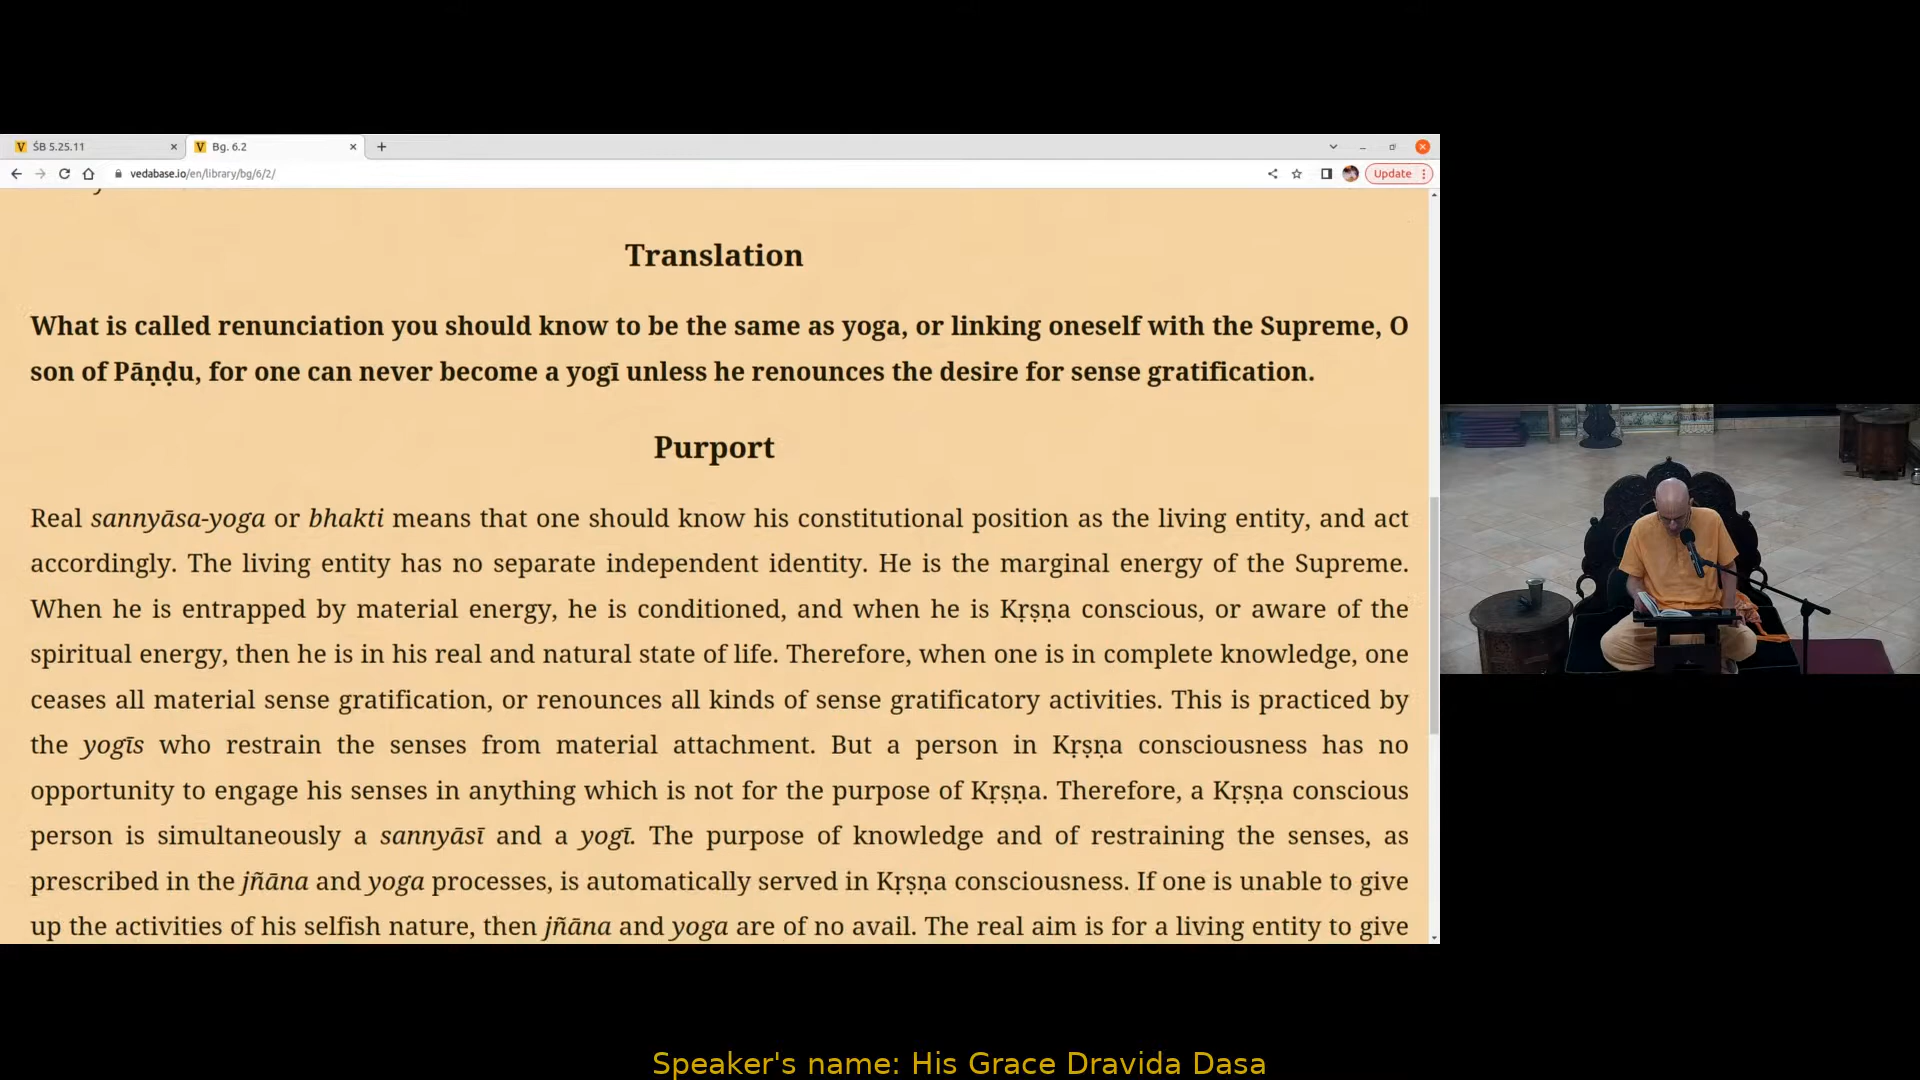 ŚB 5.25.11
Bg. 6.2
vedabase.io/en/library/bg/6/2/
Update
Translation
What is called renunciation you should know to be the same as yoga, or linking oneself with the Supreme, O
son of Pāṇḍu, for one can never become a yogī unless he renounces the desire for sense gratification.
Purport
Real sannyāsa-yoga or bhakti means that one should know his constitutional position as the living entity, and act
accordingly. The living entity has no separate independent identity. He is the marginal energy of the Supreme.
When he is entrapped by material energy, he is conditioned, and when he is Kṛṣṇa conscious, or aware of the
spiritual energy, then he is in his real and natural state of life. Therefore, when one is in complete knowledge, one
ceases all material sense gratification, or renounces all kinds of sense gratificatory activities. This is practiced by
the yogīs who restrain the senses from material attachment. But a person in Kṛṣṇa consciousness has no
opportunity to engage his senses in anything which is not for the purpose of Kṛṣṇa. Therefore, a Kṛṣṇa conscious
person is simultaneously a sannyāsī and a yogī. The purpose of knowledge and of restraining the senses, as
prescribed in the jñāna and yoga processes, is automatically served in Kṛṣṇa consciousness. If one is unable to give
up the activities of his selfish nature, then jñāna and yoga are of no avail. The real aim is for a living entity to give
Speaker's name: His Grace Dravida Dasa